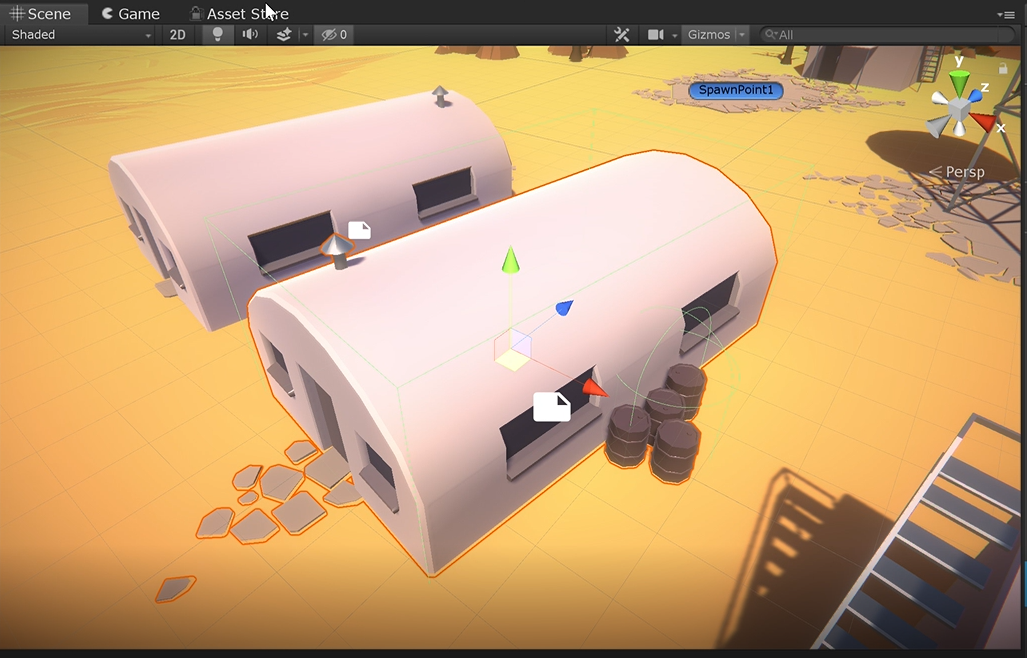 Scene Game Asset Store
Shaded 2D 0 Gizmos All
SpawnPoint1
y
z
x
Persp